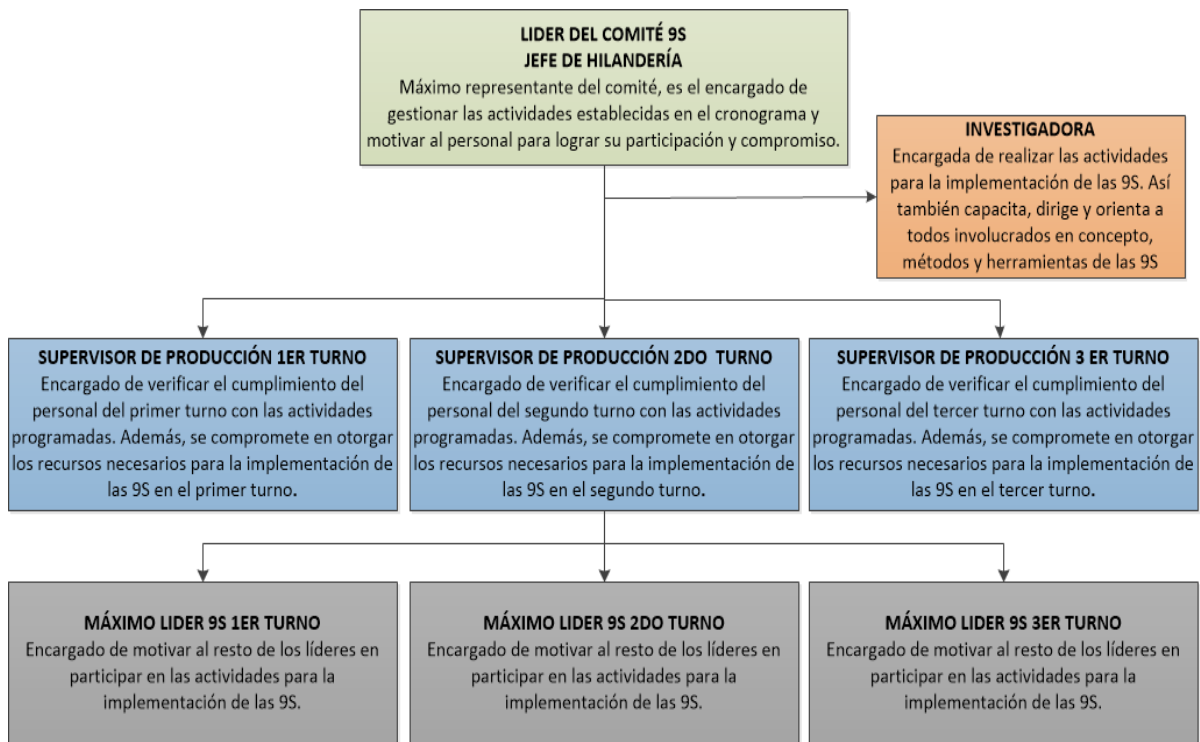 LIDER DEL COMITÉ 9S
JEFE DE HILANDERÍA
Máximo representante del comité, es el encargado de
gestionar las actividades establecidas en el cronograma y
motivar al personal para lograr su participación y compromiso.
INVESTIGADORA
Encargada de realizar las actividades
para la implementación de las 9S. Así
también capacita, dirige y orienta a
todos involucrados en concepto,
métodos y herramientas de las 9S
SUPERVISOR DE PRODUCCIÓN 1ER TURNO
Encargado de verificar el cumplimiento del
personal del primer turno con las actividades
programadas. Además, se compromete en otorgar
los recursos necesarios para la implementación de
las 9S en el primer turno.
SUPERVISOR DE PRODUCCIÓN 2DO TURNO
Encargado de verificar el cumplimiento del
personal del segundo turno con las actividades
programadas. Además, se compromete en otorgar
los recursos necesarios para la implementación de
las 9S en el segundo turno.
SUPERVISOR DE PRODUCCIÓN 3 ER TURNO
Encargado de verificar el cumplimiento del
personal del tercer turno con las actividades
programadas. Además, se compromete en otorgar
los recursos necesarios para la implementación de
las 9S en el tercer turno.
MÁXIMO LIDER 9S 1ER TURNO
Encargado de motivar al resto de los líderes en
participar en las actividades para la
implementación de las 9S.
MÁXIMO LIDER 9S 2DO TURNO
Encargado de motivar al resto de los líderes en
participar en las actividades para la
implementación de las 9S.
MÁXIMO LIDER 9S 3ER TURNO
Encargado de motivar al resto de los líderes en
participar en las actividades para la
implementación de las 9S.